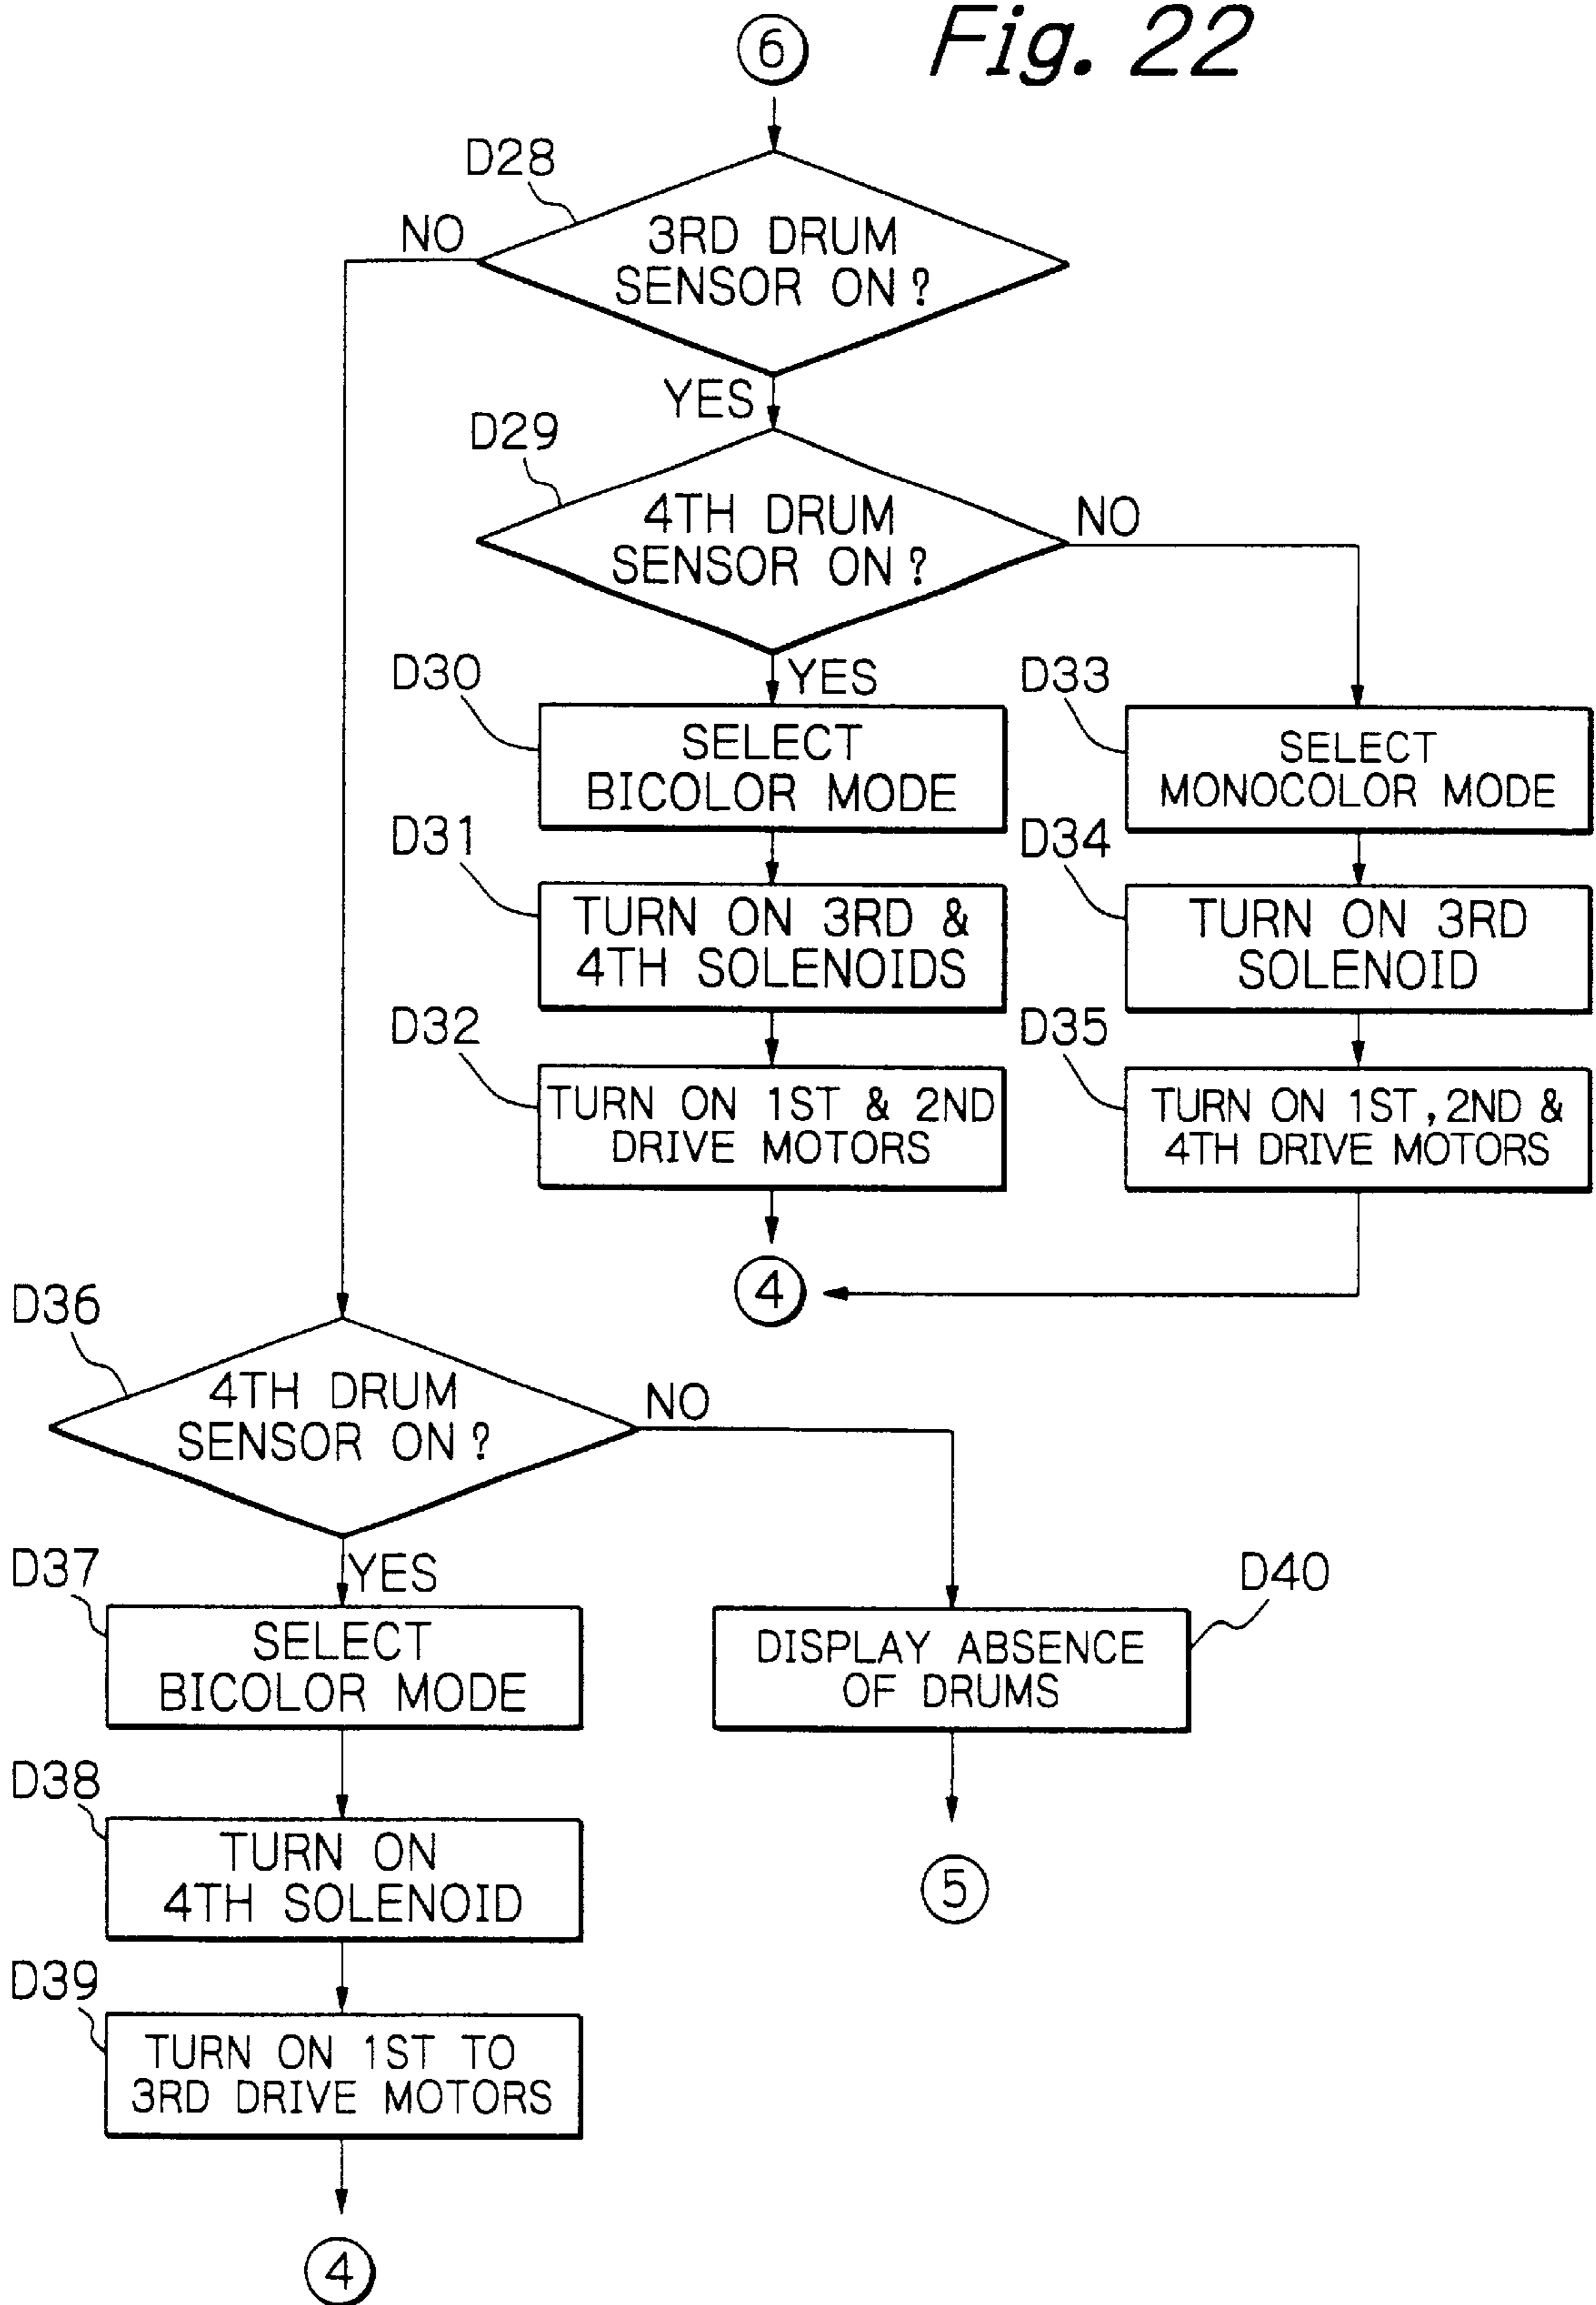 Fig. 22
6
D28
NO
3RD DRUM
SENSOR ON?
YES
D29
4TH DRUM
SENSOR ON?
NO
YES
D30
SELECT
BICOLOR MODE
D33
SELECT
MONOCOLOR MODE
D31
TURN ON 3RD &
4TH SOLENOIDS
D34
TURN ON 3RD
SOLENOID
D32
TURN ON 1ST & 2ND
DRIVE MOTORS
D35
TURN ON 1ST, 2ND &
4TH DRIVE MOTORS
4
D36
4TH DRUM
SENSOR ON?
NO
YES
D37
SELECT
BICOLOR MODE
D40
DISPLAY ABSENCE
OF DRUMS
D38
TURN ON
4TH SOLENOID
5
D39
TURN ON 1ST TO
3RD DRIVE MOTORS
4